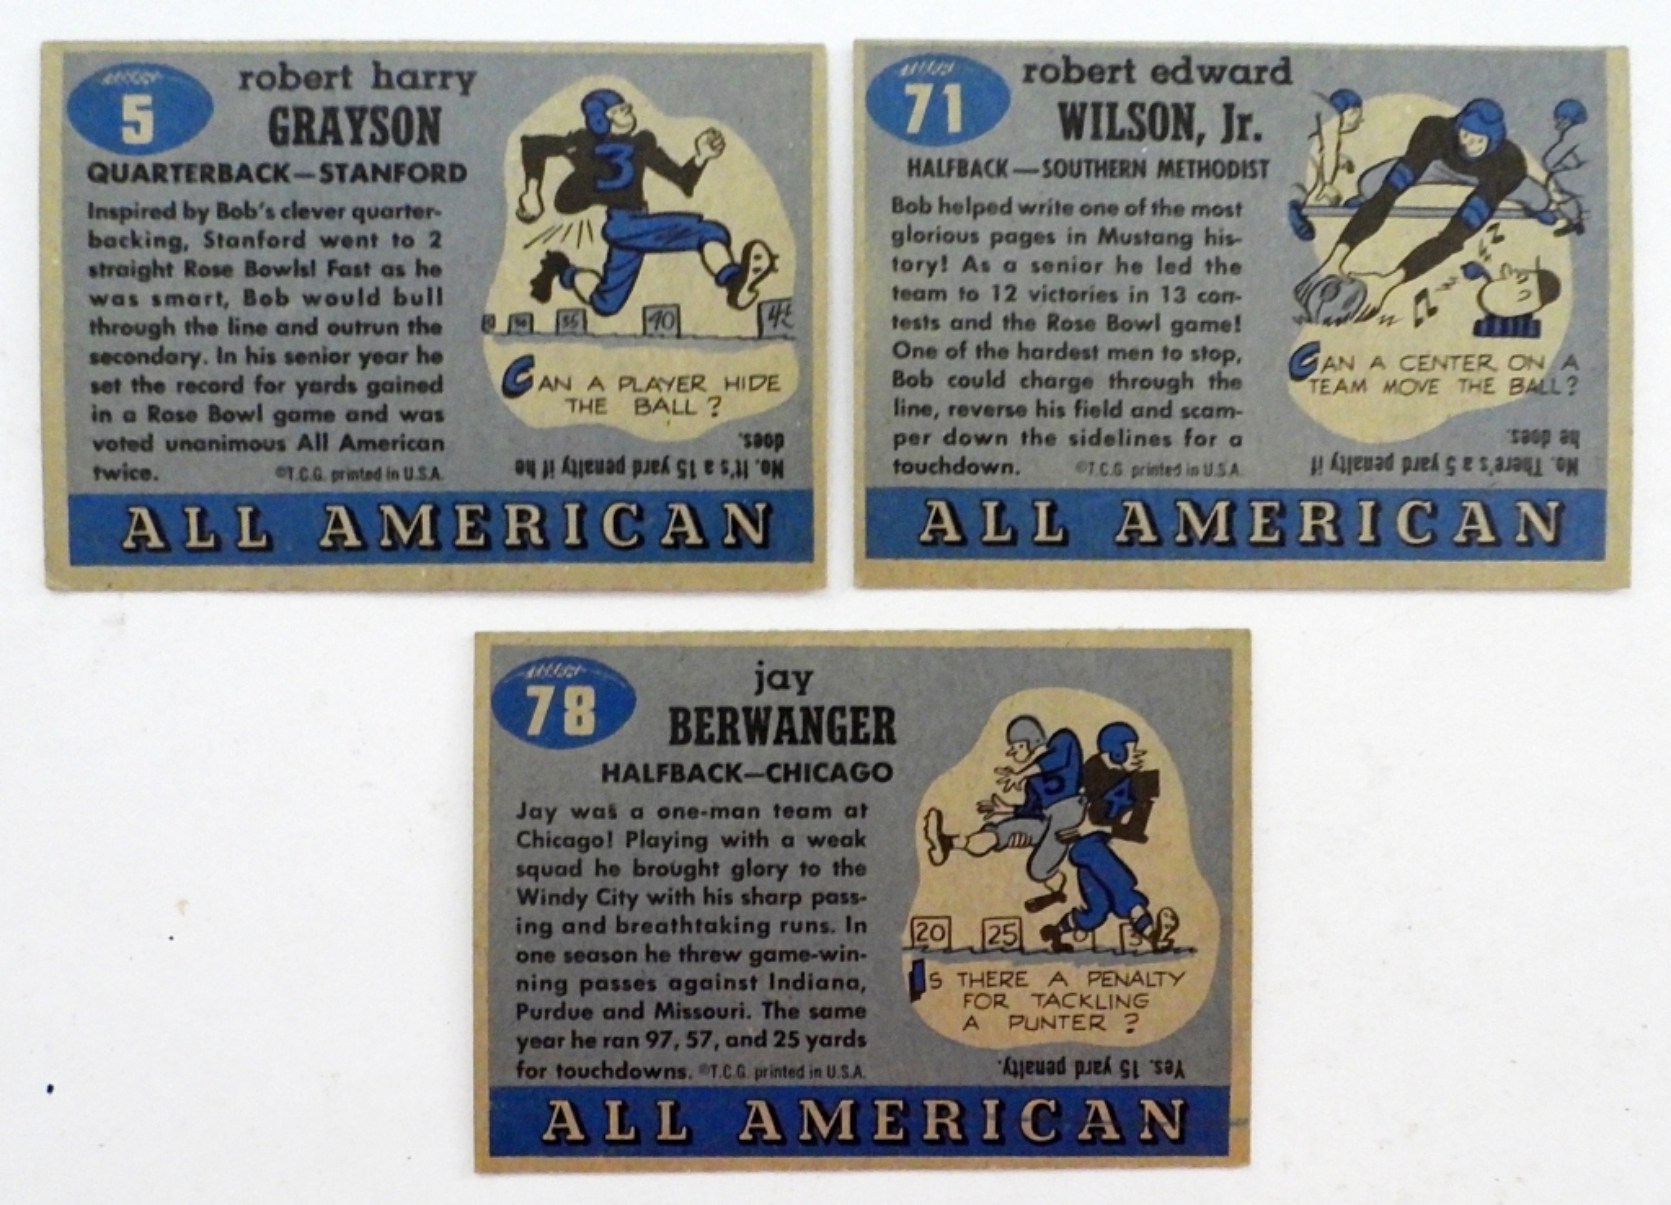 5
robert harry
GRAYSON
QUARTERBACK—STANFORD
Inspired by Bob's clever quarter-
backing, Stanford went to 2
straight Rose Bowls! Fast as he
was smart, Bob would bull
through the line and outrun the
secondary. In his senior year he
set the record for yards gained
in a Rose Bowl game and was
voted unanimous All American
twice.
©T.C.G. printed in U.S.A.
3
35
40
CAN A PLAYER HIDE
THE BALL?
No. It's a 15 yard penalty if he
does.
ALL AMERICAN
71
robert edward
WILSON, Jr.
HALFBACK—SOUTHERN METHODIST
Bob helped write one of the most
glorious pages in Mustang his-
tory! As a senior he led the
team to 12 victories in 13 con-
tests and the Rose Bowl game!
One of the hardest men to stop,
Bob could charge through the
line, reverse his field and scam-
per down the sidelines for a
touchdown.
©T.C.G. printed in U.S.A.
CAN A CENTER ON A
TEAM MOVE THE BALL?
No. There's a 5 yard penalty if
he does.
ALL AMERICAN
78
jay
BERWANGER
HALFBACK—CHICAGO
Jay was a one-man team at
Chicago! Playing with a weak
squad he brought glory to the
Windy City with his sharp pass-
ing and breathtaking runs. In
one season he threw game-win-
ning passes against Indiana,
Purdue and Missouri. The same
year he ran 97, 57, and 25 yards
for touchdowns.
©T.C.G. printed in U.S.A.
5
4
20
25
IS THERE A PENALTY
FOR TACKLING
A PUNTER?
Yes. 15 yard penalty.
ALL AMERICAN